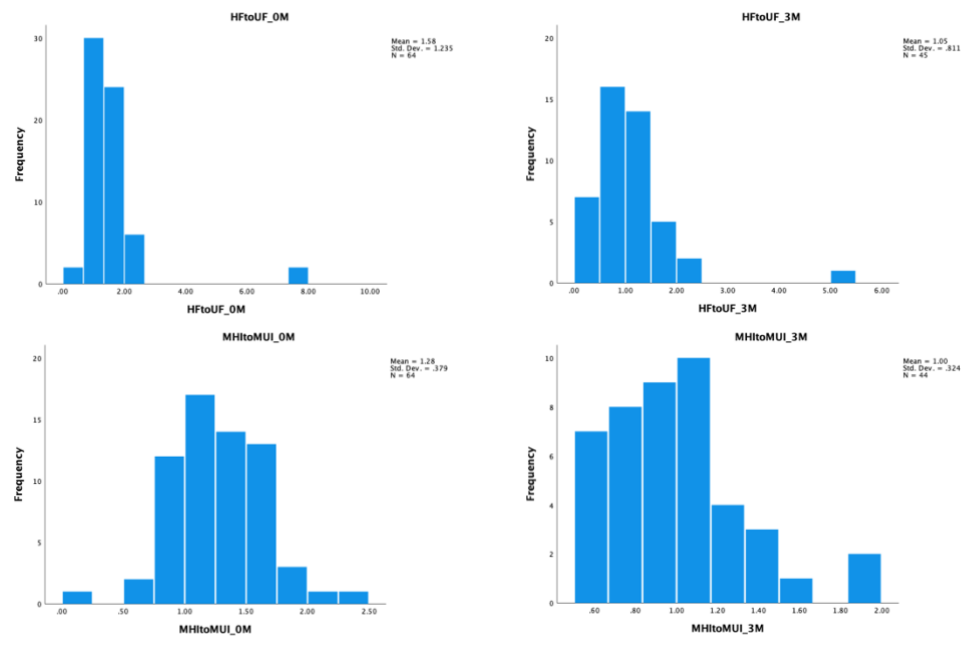 HFtoUF_0M
Mean = 1.58
Std. Dev. = 1.235
N = 64
30
20
10
0
Frequency
.00 2.00 4.00 6.00 8.00 10.00
HFtoUF_0M
HFtoUF_3M
Mean = 1.05
Std. Dev. = .811
N = 45
20
15
10
5
0
Frequency
.00 1.00 2.00 3.00 4.00 5.00 6.00
HFtoUF_3M
MHItoMUI_0M
Mean = 1.28
Std. Dev. = .379
N = 64
20
15
10
5
0
Frequency
.00 .50 1.00 1.50 2.00 2.50
MHItoMUI_0M
MHItoMUI_3M
Mean = 1.00
Std. Dev. = .324
N = 44
10
8
6
4
2
0
Frequency
.60 .80 1.00 1.20 1.40 1.60 1.80 2.00
MHItoMUI_3M